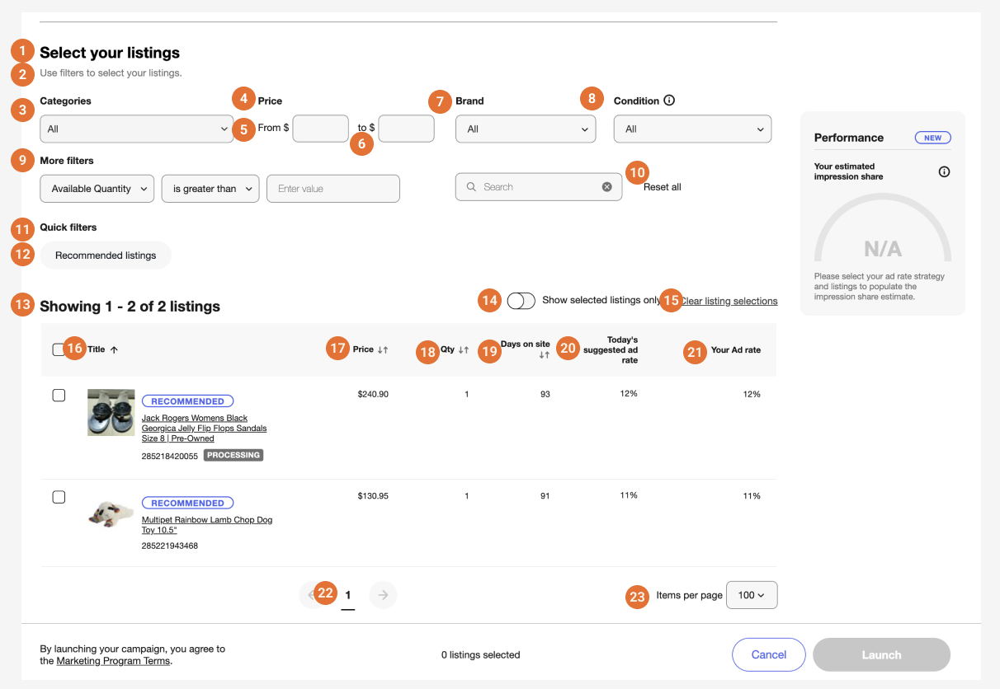 1 Select your listings
2 Use filters to select your listings.
3 Categories
All
4 Price
5 From $
6 to $
7 Brand
All
8 Condition
All
9 More filters
Available Quantity
is greater than
Enter value
Search
10 Reset all
11 Quick filters
12 Recommended listings
Performance NEW
Your estimated
impression share
N/A
Please select your ad rate strategy
and listings to populate the
impression share estimate.
13 Showing 1 - 2 of 2 listings
14 Show selected listings only
15 Clear listing selections
16 Title
17 Price
18 Qty
19 Days on site
20 Today's
suggested ad
rate
21 Your Ad rate
RECOMMENDED
Jack Rogers Womens Black
Georgica Jelly Flip Flops Sandals
Size 8 | Pre-Owned
285218420055 PROCESSING
$240.90 1 93 12% 12%
RECOMMENDED
Multipet Rainbow Lamb Chop Dog
Toy 10.5"
285221943468
$130.95 1 91 11% 11%
22 1
23 Items per page 100
By launching your campaign, you agree to
the Marketing Program Terms.
0 listings selected
Cancel
Launch